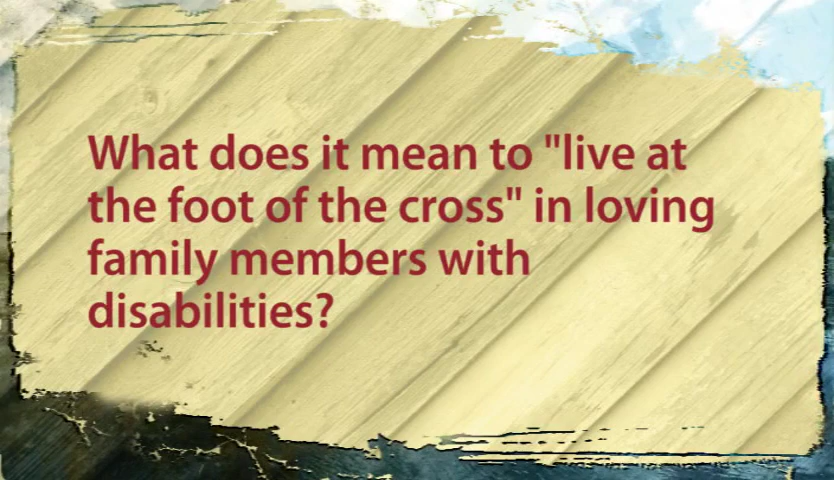 What does it mean to "live at
the foot of the cross" in loving
family members with
disabilities?